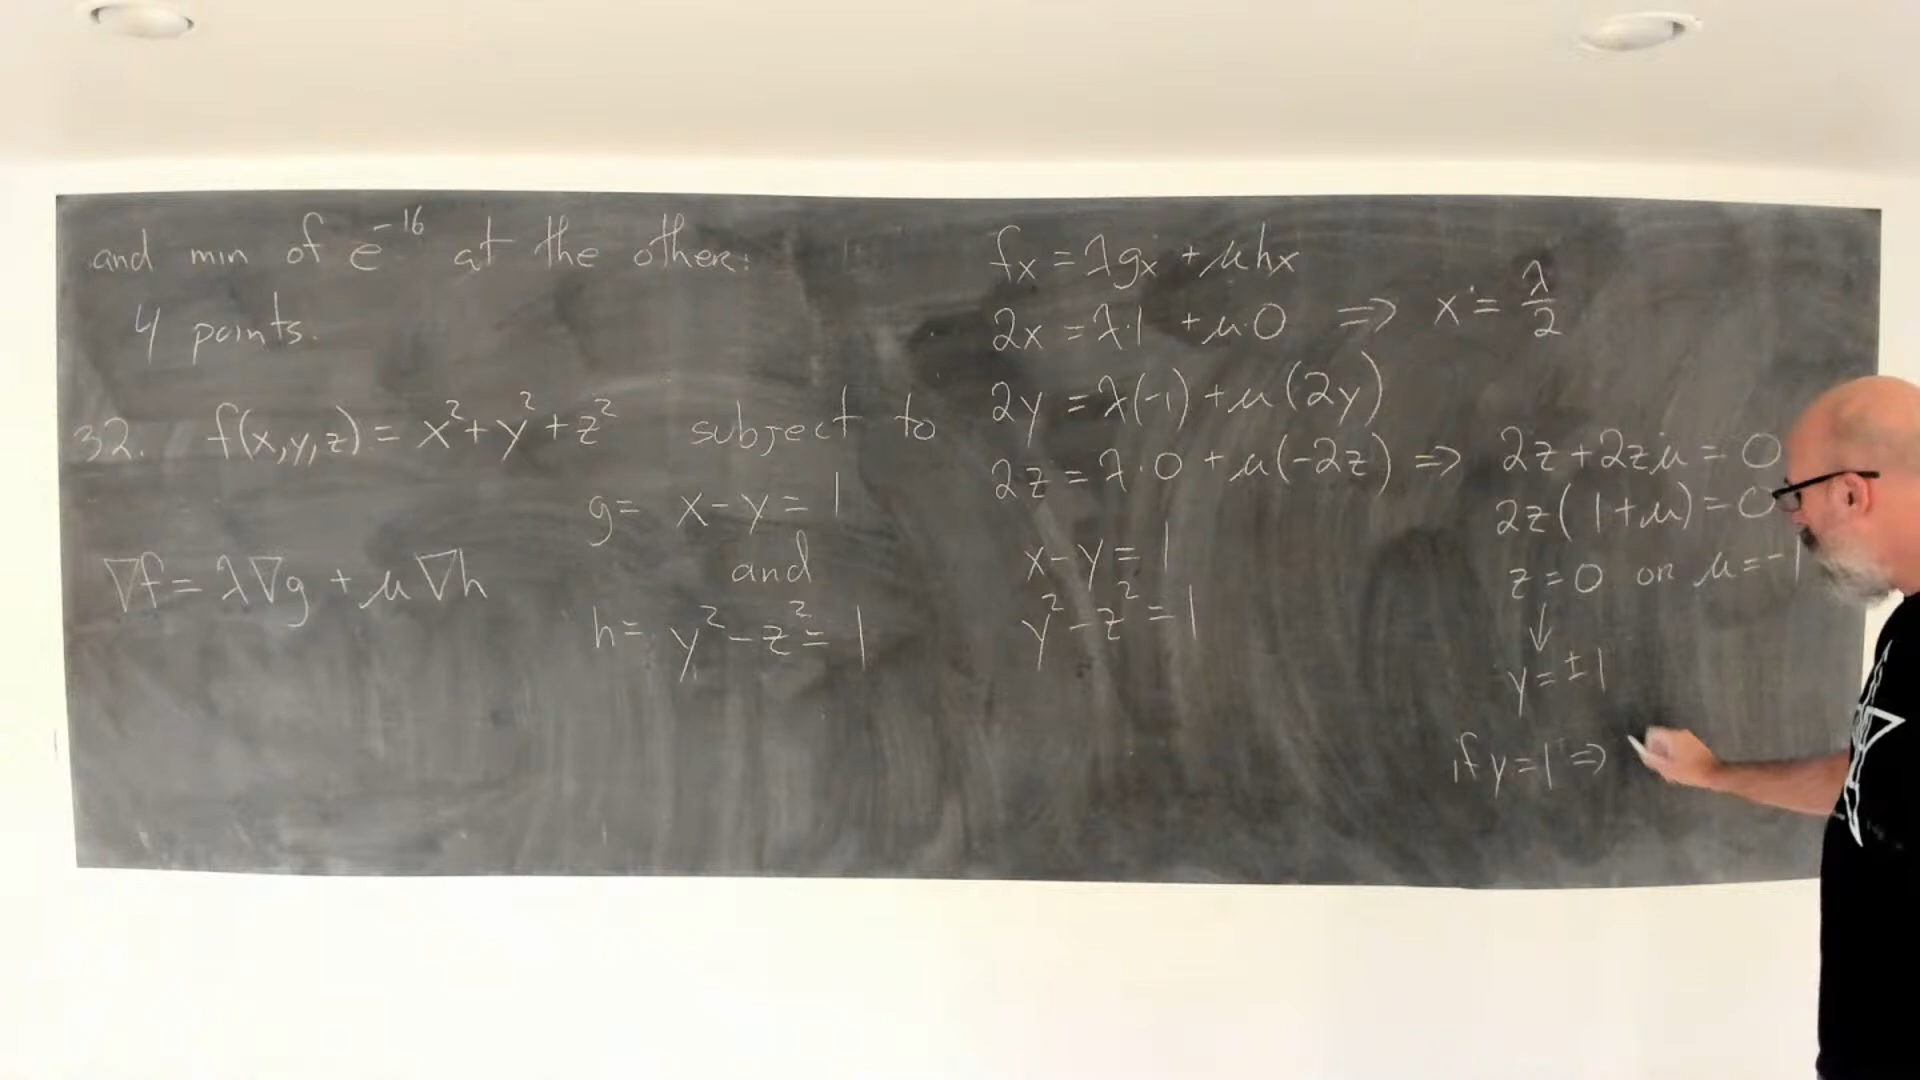 and min of e^-16 at the other:
4 points.
32. f(x,y,z) = x² + y² + z² subject to
g = x - y = 1
and
h = y² - z² = 1
∇f = λ∇g + μ∇h
fx = λgx + μhx
2x = λ·1 + μ·0 ⇒ x = λ/2
2y = λ(-1) + μ(2y)
2z = λ·0 + μ(-2z) ⇒ 2z + 2zμ = 0
2z(1+μ) = 0
z = 0 or μ = -1
↓
y = ±1
if y = 1 ⇒
x - y = 1
y² - z² = 1